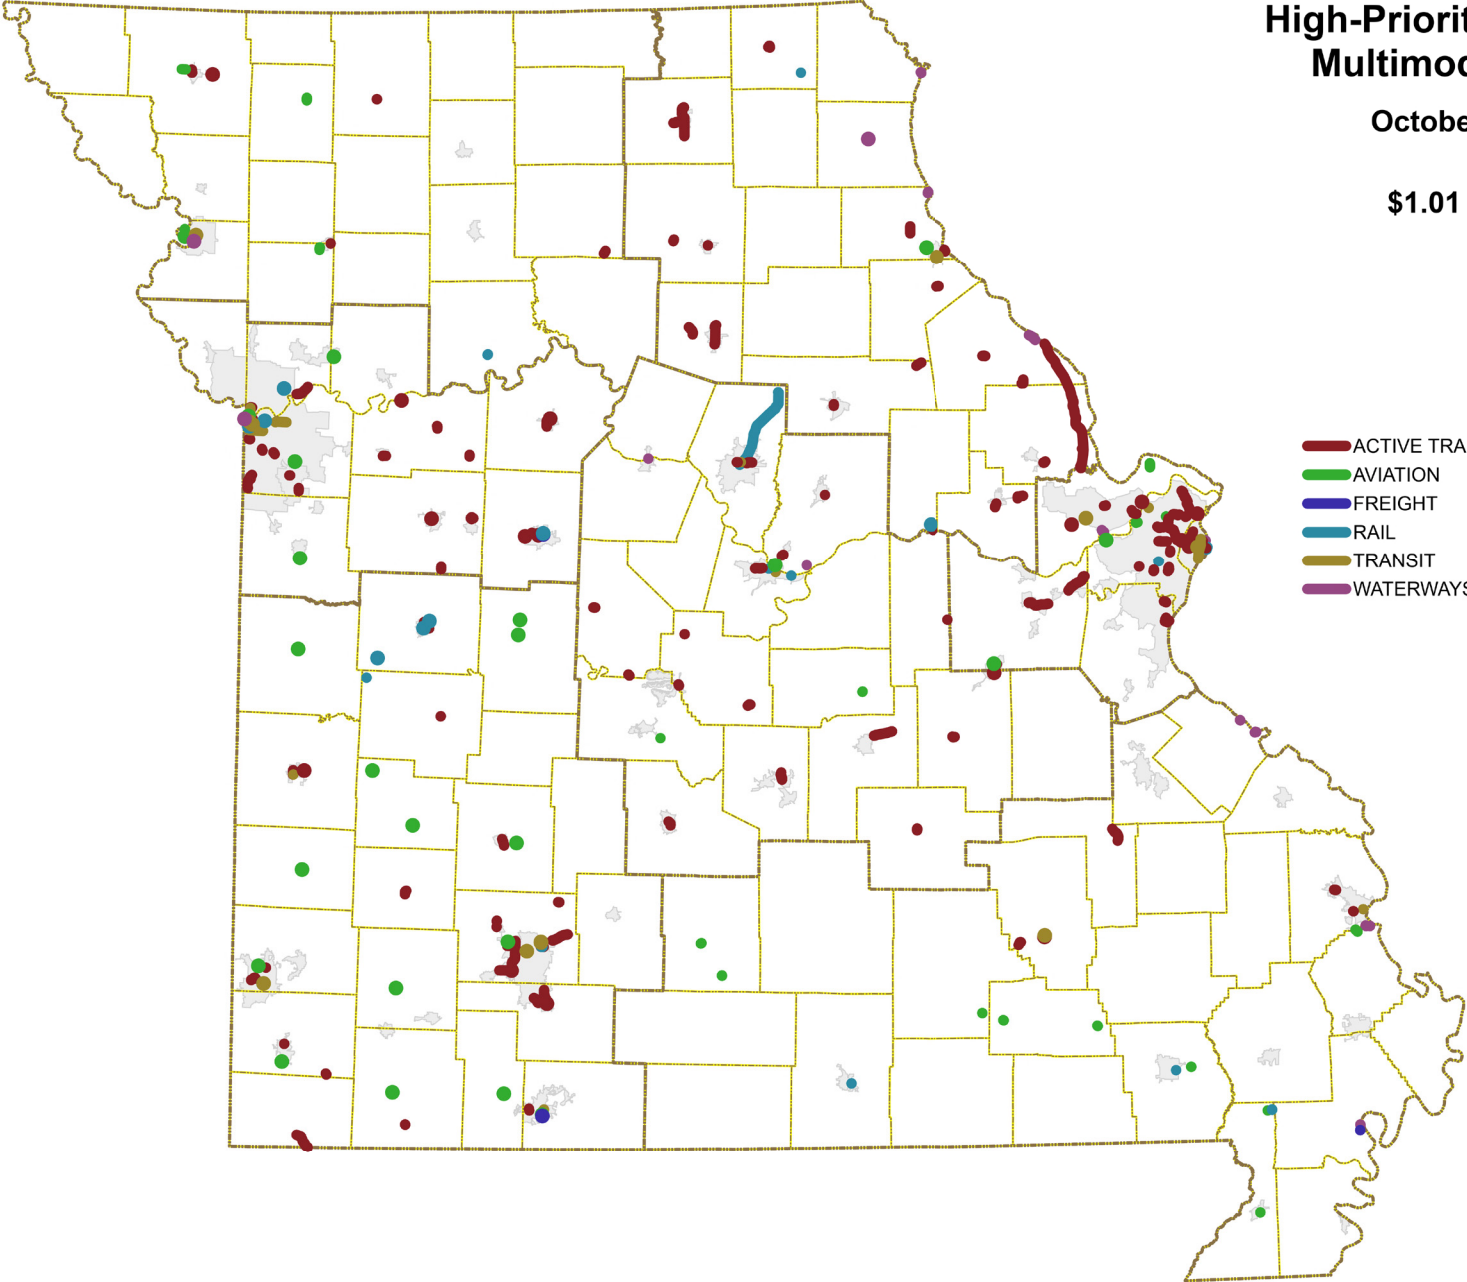 High-Priorit
Multimod
Octobe
$1.01
ACTIVE TRA
AVIATION
FREIGHT
RAIL
TRANSIT
WATERWAYS